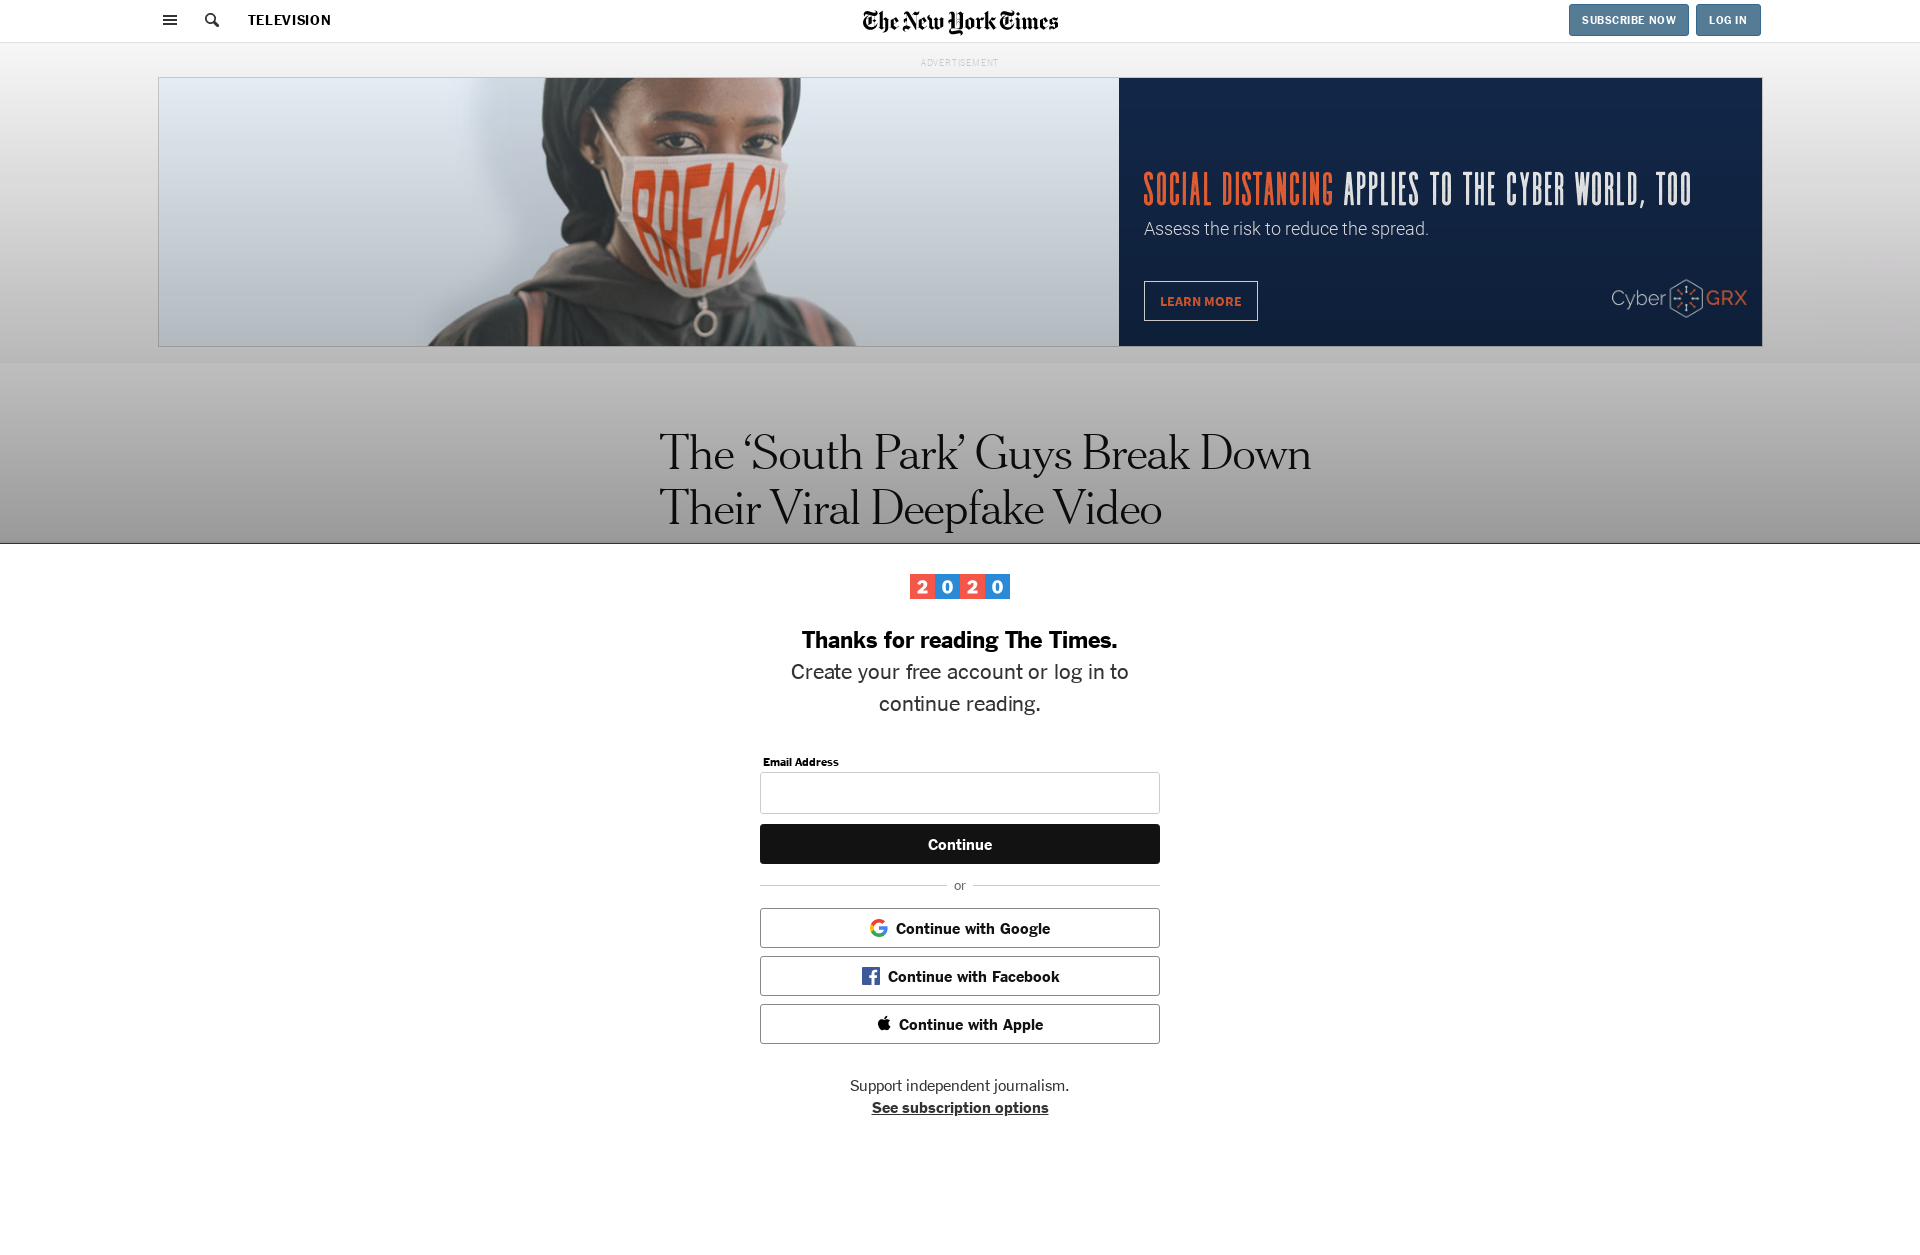 TELEVISION
The New York Times
SUBSCRIBE NOW
LOG IN
ADVERTISEMENT
BREACH
SOCIAL DISTANCING APPLIES TO THE CYBER WORLD, TOO
Assess the risk to reduce the spread.
LEARN MORE
CyberGRX
The ‘South Park’ Guys Break Down
Their Viral Deepfake Video
2020
Thanks for reading The Times.
Create your free account or log in to
continue reading.
Email Address
Continue
or
Continue with Google
Continue with Facebook
Continue with Apple
Support independent journalism.
See subscription options